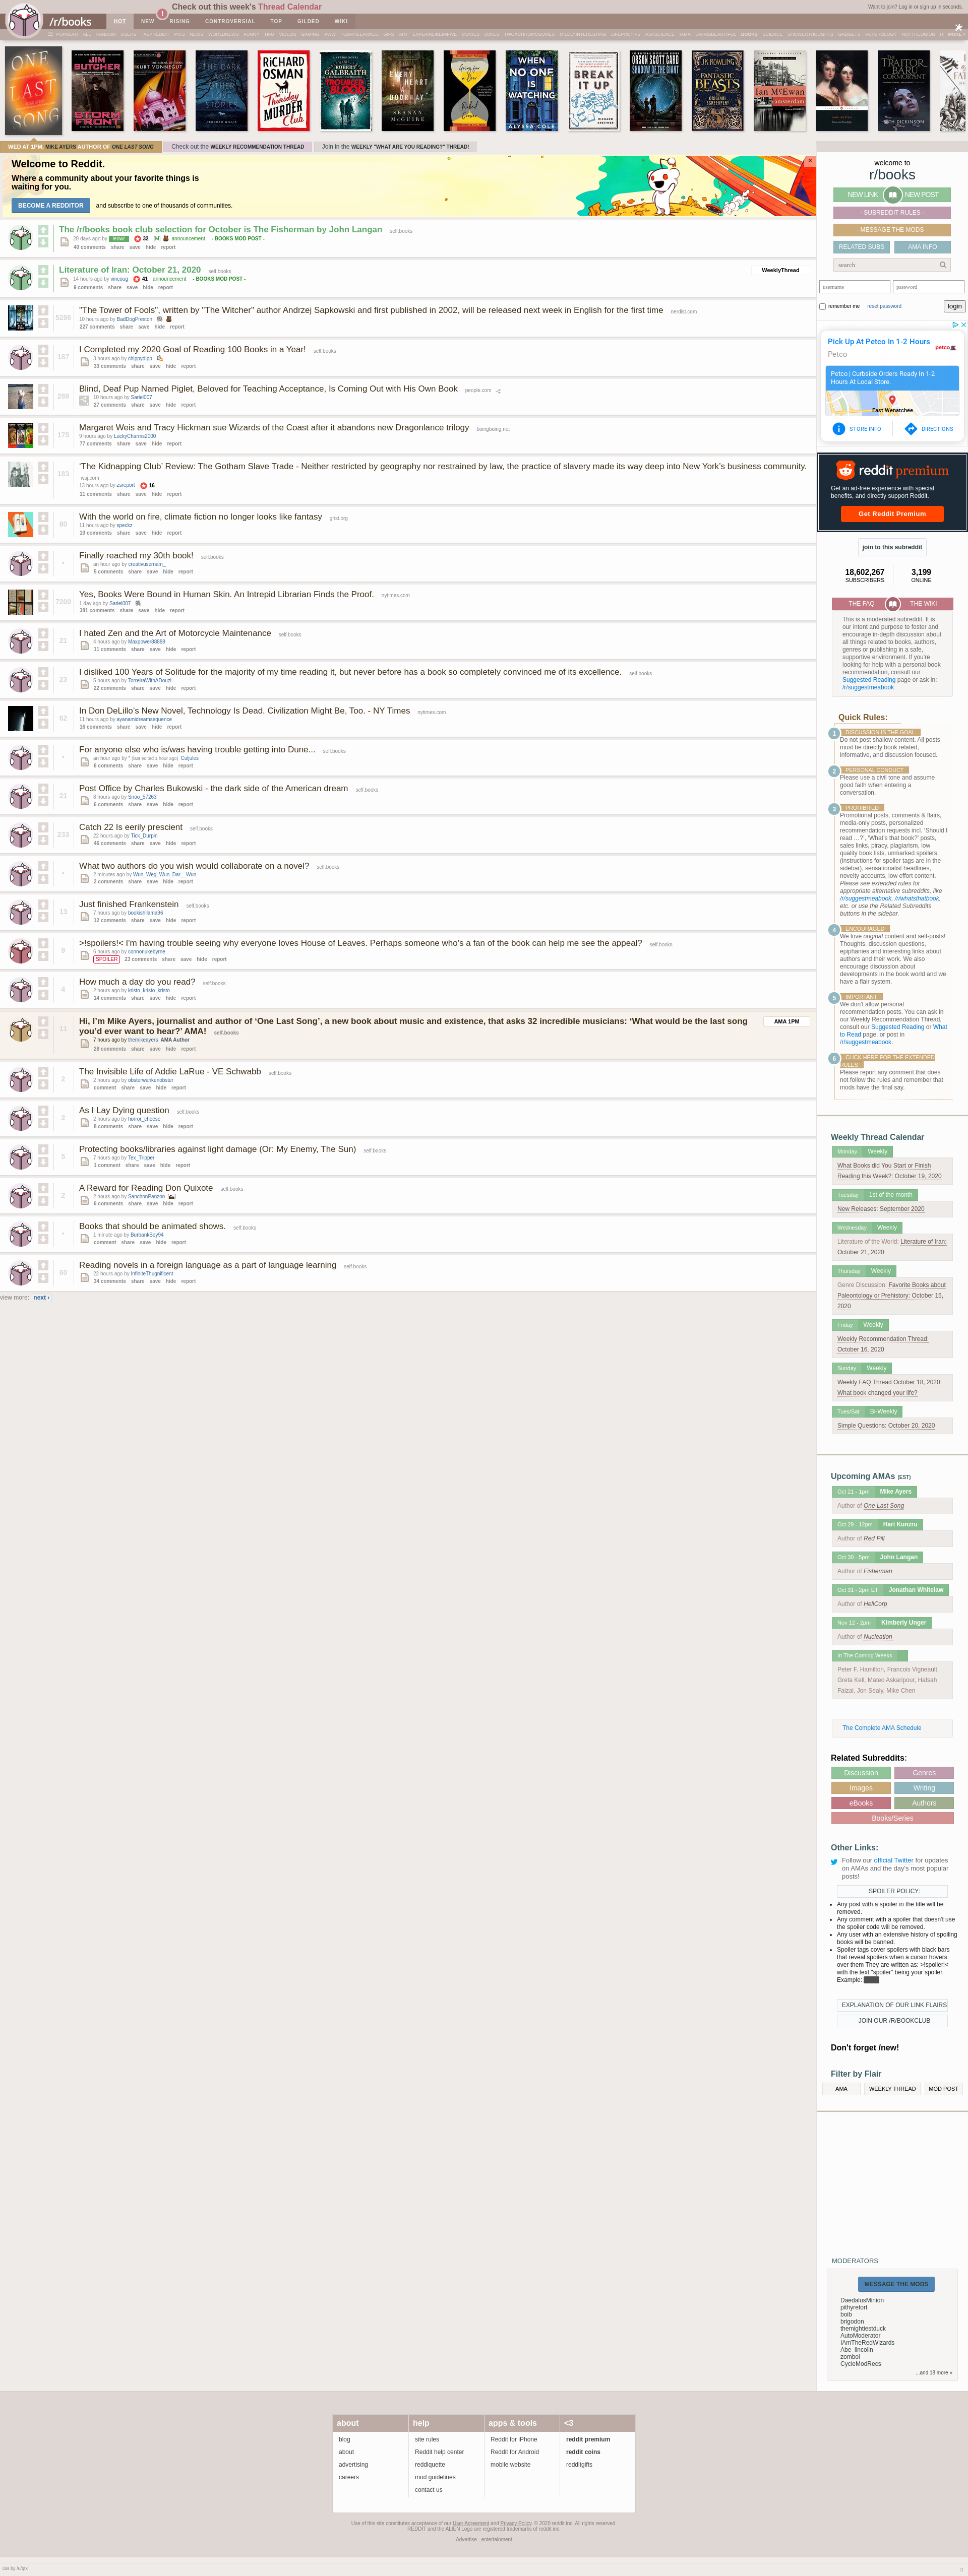 Check out this week's Thread Calendar
Want to join? Log in or sign up in seconds.
/r/books
HOT NEW RISING CONTROVERSIAL TOP GILDED WIKI
ONE LAST SONG
JIM BUTCHER STORM FRONT
KURT VONNEGUT
THE DARK AND OTHER LOVE STORIES
RICHARD OSMAN The Thursday Murder Club
ROBERT GALBRAITH TROUBLED BLOOD
EVERY HEART A DOORWAY
WHEN NO ONE IS WATCHING ALYSSA COLE
BREAK IT UP
ORSON SCOTT CARD SHADOW OF THE GIANT
J.K. ROWLING FANTASTIC BEASTS
Ian McEwan Amsterdam
THE TRAITOR BARU CORMORANT SETH DICKINSON
WED AT 1PM: MIKE AYERS AUTHOR OF ONE LAST SONG
Check out the WEEKLY RECOMMENDATION THREAD
Join in the WEEKLY "WHAT ARE YOU READING?" THREAD!
Welcome to Reddit.
Where a community about your favorite things is
waiting for you.
BECOME A REDDITOR and subscribe to one of thousands of communities.
The /r/books book club selection for October is The Fisherman by John Langan self.books
20 days ago by 32 [M] announcement - BOOKS MOD POST -
40 comments share save hide report
Literature of Iran: October 21, 2020 self.books
WeeklyThread
14 hours ago by vincoug 41 announcement - BOOKS MOD POST -
9 comments share save hide report
"The Tower of Fools", written by "The Witcher" author Andrzej Sapkowski and first published in 2002, will be released next week in English for the first time nerdist.com
5286
10 hours ago by BadDogPreston
227 comments share save hide report
I Completed my 2020 Goal of Reading 100 Books in a Year! self.books
167
3 hours ago by chippydipp
33 comments share save hide report
Blind, Deaf Pup Named Piglet, Beloved for Teaching Acceptance, Is Coming Out with His Own Book people.com
269
10 hours ago by Sariel007
27 comments share save hide report
Margaret Weis and Tracy Hickman sue Wizards of the Coast after it abandons new Dragonlance trilogy boingboing.net
175
9 hours ago by LuckyCharms2000
77 comments share save hide report
‘The Kidnapping Club’ Review: The Gotham Slave Trade - Neither restricted by geography nor restrained by law, the practice of slavery made its way deep into New York’s business community.
wsj.com
183
13 hours ago by zsreport 16
11 comments share save hide report
With the world on fire, climate fiction no longer looks like fantasy grist.org
80
11 hours ago by speckz
10 comments share save hide report
Finally reached my 30th book! self.books
an hour ago by creativusernam_
5 comments share save hide report
Yes, Books Were Bound in Human Skin. An Intrepid Librarian Finds the Proof. nytimes.com
7200
1 day ago by Sariel007
381 comments share save hide report
I hated Zen and the Art of Motorcycle Maintenance self.books
21
4 hours ago by Maxpower88888
11 comments share save hide report
I disliked 100 Years of Solitude for the majority of my time reading it, but never before has a book so completely convinced me of its excellence. self.books
23
5 hours ago by TorreiraWithADouzi
22 comments share save hide report
In Don DeLillo’s New Novel, Technology Is Dead. Civilization Might Be, Too. - NY Times nytimes.com
62
11 hours ago by ayanamidreamsequence
16 comments share save hide report
For anyone else who is/was having trouble getting into Dune... self.books
an hour ago by * (last edited 1 hour ago) Culjules
6 comments share save hide report
Post Office by Charles Bukowski - the dark side of the American dream self.books
21
8 hours ago by Snoo_57263
6 comments share save hide report
Catch 22 Is eerily prescient self.books
233
22 hours ago by Tick_Durpin
46 comments share save hide report
What two authors do you wish would collaborate on a novel? self.books
2 minutes ago by Wun_Weg_Wun_Dar__Wun
2 comments share save hide report
Just finished Frankenstein self.books
13
7 hours ago by bookishllama96
12 comments share save hide report
>!spoilers!< I'm having trouble seeing why everyone loves House of Leaves. Perhaps someone who's a fan of the book can help me see the appeal? self.books
9
5 hours ago by connorlukebyrne
SPOILER 23 comments share save hide report
How much a day do you read? self.books
4
2 hours ago by kristo_kristo_kristo
14 comments share save hide report
Hi, I’m Mike Ayers, journalist and author of ‘One Last Song’, a new book about music and existence, that asks 32 incredible musicians: ‘What would be the last song
you’d ever want to hear?’ AMA! self.books
AMA 1PM
11
7 hours ago by themikeayers AMA Author
28 comments share save hide report
The Invisible Life of Addie LaRue - VE Schwabb self.books
2
2 hours ago by obsterwankenobster
comment share save hide report
As I Lay Dying question self.books
2
2 hours ago by horror_cheese
8 comments share save hide report
Protecting books/libraries against light damage (Or: My Enemy, The Sun) self.books
5
7 hours ago by Tex_Tripper
1 comment share save hide report
A Reward for Reading Don Quixote self.books
2
2 hours ago by SanchonPanzon
6 comments share save hide report
Books that should be animated shows. self.books
1 minute ago by BurbankBoy94
comment share save hide report
Reading novels in a foreign language as a part of language learning self.books
60
22 hours ago by InfiniteThugnificent
34 comments share save hide report
view more: next ›
welcome to
r/books
NEW LINK NEW POST
- SUBREDDIT RULES -
- MESSAGE THE MODS -
RELATED SUBS AMA INFO
search
username password
remember me reset password login
Pick Up At Petco In 1-2 Hours
Petco petco
Petco | Curbside Orders Ready In 1-2
Hours At Local Store.
East Wenatchee
STORE INFO DIRECTIONS
reddit premium
Get an ad-free experience with special
benefits, and directly support Reddit.
Get Reddit Premium
join to this subreddit
18,602,267 3,199
SUBSCRIBERS ONLINE
THE FAQ THE WIKI
This is a moderated subreddit. It is
our intent and purpose to foster and
encourage in-depth discussion about
all things related to books, authors,
genres or publishing in a safe,
supportive environment. If you're
looking for help with a personal book
recommendation, consult our
Suggested Reading page or ask in:
/r/suggestmeabook
Quick Rules:
1 DISCUSSION IS THE GOAL
Do not post shallow content. All posts
must be directly book related,
informative, and discussion focused.
2 PERSONAL CONDUCT
Please use a civil tone and assume
good faith when entering a
conversation.
3 PROHIBITED
Promotional posts, comments & flairs,
media-only posts, personalized
recommendation requests incl. 'Should I
read …?', 'What's that book?' posts,
sales links, piracy, plagiarism, low
quality book lists, unmarked spoilers
(instructions for spoiler tags are in the
sidebar), sensationalist headlines,
novelty accounts, low effort content.
Please see extended rules for
appropriate alternative subreddits, like
/r/suggestmeabook, /r/whatsthatbook,
etc. or use the Related Subreddits
buttons in the sidebar.
4 ENCOURAGED
We love original content and self-posts!
Thoughts, discussion questions,
epiphanies and interesting links about
authors and their work. We also
encourage discussion about
developments in the book world and we
have a flair system.
5 IMPORTANT
We don't allow personal
recommendation posts. You can ask in
our Weekly Recommendation Thread,
consult our Suggested Reading or What
to Read page, or post in
/r/suggestmeabook.
6 CLICK HERE FOR THE EXTENDED
RULES
Please report any comment that does
not follow the rules and remember that
mods have the final say.
Weekly Thread Calendar
Monday Weekly
What Books did You Start or Finish
Reading this Week?: October 19, 2020
Tuesday 1st of the month
New Releases: September 2020
Wednesday Weekly
Literature of the World: Literature of Iran:
October 21, 2020
Thursday Weekly
Genre Discussion: Favorite Books about
Paleontology or Prehistory: October 15,
2020
Friday Weekly
Weekly Recommendation Thread:
October 16, 2020
Sunday Weekly
Weekly FAQ Thread October 18, 2020:
What book changed your life?
Tues/Sat Bi-Weekly
Simple Questions: October 20, 2020
Upcoming AMAs (EST)
Oct 21 - 1pm Mike Ayers
Author of One Last Song
Oct 29 - 12pm Hari Kunzru
Author of Red Pill
Oct 30 - 5pm John Langan
Author of Fisherman
Oct 31 - 2pm ET Jonathan Whitelaw
Author of HellCorp
Nov 12 - 2pm Kimberly Unger
Author of Nucleation
In The Coming Weeks
Peter F. Hamilton, Francois Vigneault,
Greta Kell, Mateo Askaripour, Hafsah
Faizal, Jon Sealy, Mike Chen
The Complete AMA Schedule
Related Subreddits:
Discussion Genres
Images Writing
eBooks Authors
Books/Series
Other Links:
Follow our official Twitter for updates
on AMAs and the day's most popular
posts!
SPOILER POLICY:
Any post with a spoiler in the title will be
removed.
Any comment with a spoiler that doesn't use
the spoiler code will be removed.
Any user with an extensive history of spoiling
books will be banned.
Spoiler tags cover spoilers with black bars
that reveal spoilers when a cursor hovers
over them They are written as: >!spoiler!<
with the text "spoiler" being your spoiler.
Example:
EXPLANATION OF OUR LINK FLAIRS
JOIN OUR /R/BOOKCLUB
Don't forget /new!
Filter by Flair
AMA WEEKLY THREAD MOD POST
MODERATORS
MESSAGE THE MODS
DaedalusMinion
pithyretort
boib
brigodon
themightiestduck
AutoModerator
IAmTheRedWizards
Abe_lincolin
zomboi
CycleModRecs
...and 18 more »
about help apps & tools <3
blog site rules Reddit for iPhone reddit premium
about Reddit help center Reddit for Android reddit coins
advertising reddiquette mobile website redditgifts
careers mod guidelines
contact us
Use of this site constitutes acceptance of our User Agreement and Privacy Policy. © 2020 reddit inc. All rights reserved.
REDDIT and the ALIEN Logo are registered trademarks of reddit inc.
Advertise - entertainment